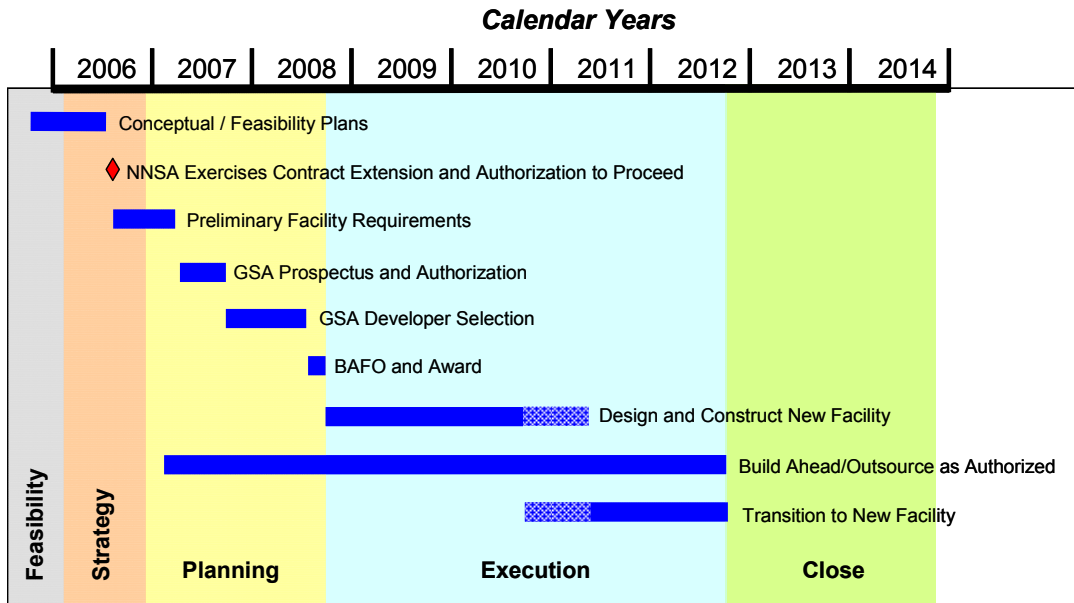 Calendar Years
2006 2007 2008 2009 2010 2011 2012 2013 2014
Conceptual / Feasibility Plans
NNSA Exercises Contract Extension and Authorization to Proceed
Preliminary Facility Requirements
GSA Prospectus and Authorization
GSA Developer Selection
BAFO and Award
Design and Construct New Facility
Build Ahead/Outsource as Authorized
Transition to New Facility
Feasibility
Strategy
Planning
Execution
Close